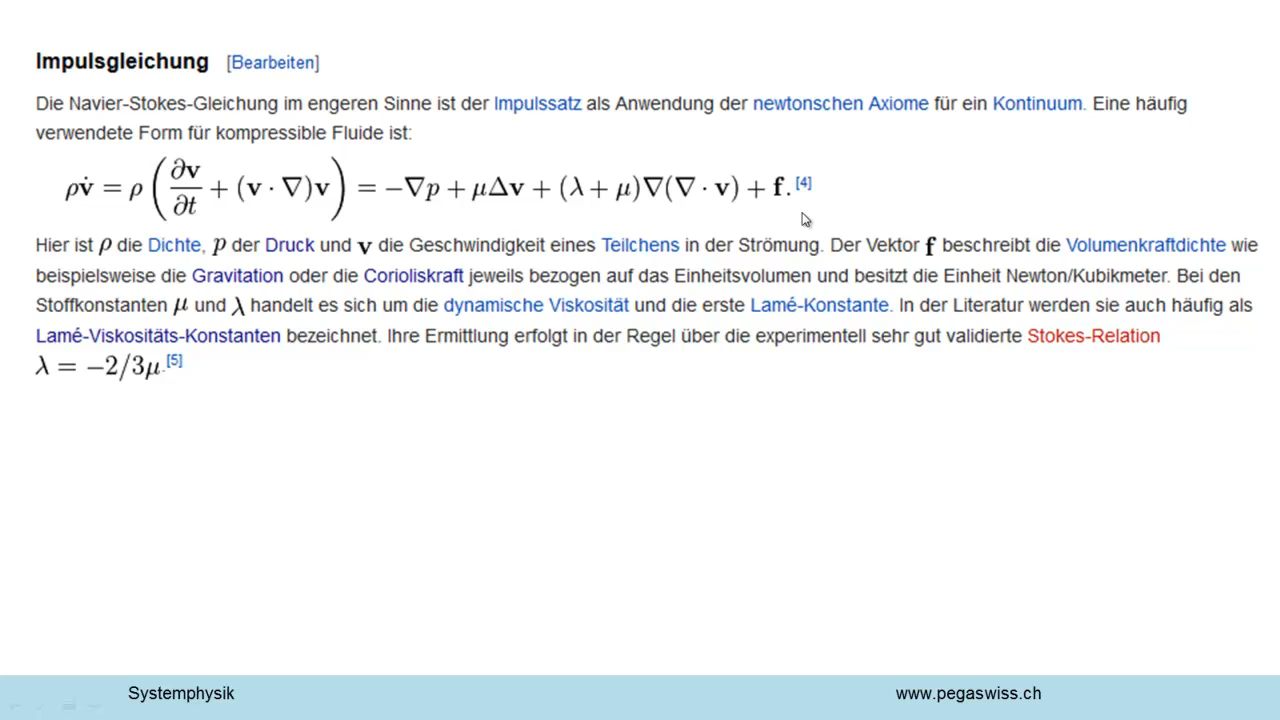 Impulsgleichung [Bearbeiten]
Die Navier-Stokes-Gleichung im engeren Sinne ist der Impulssatz als Anwendung der newtonschen Axiome für ein Kontinuum. Eine häufig
verwendete Form für kompressible Fluide ist:
ρv̇ = ρ (∂v/∂t + (v · ∇)v) = −∇p + μΔv + (λ + μ)∇(∇ · v) + f. [4]
Hier ist ρ die Dichte, p der Druck und v die Geschwindigkeit eines Teilchens in der Strömung. Der Vektor f beschreibt die Volumenkraftdichte wie
beispielsweise die Gravitation oder die Corioliskraft jeweils bezogen auf das Einheitsvolumen und besitzt die Einheit Newton/Kubikmeter. Bei den
Stoffkonstanten μ und λ handelt es sich um die dynamische Viskosität und die erste Lamé-Konstante. In der Literatur werden sie auch häufig als
Lamé-Viskositäts-Konstanten bezeichnet. Ihre Ermittlung erfolgt in der Regel über die experimentell sehr gut validierte Stokes-Relation
λ = −2/3μ.[5]
Systemphysik www.pegaswiss.ch